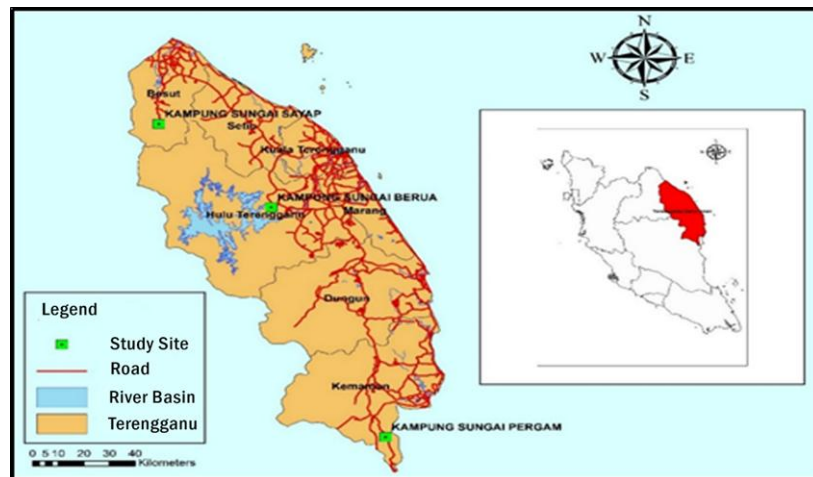 N
W E
S
Besut
KAMPUNG SUNGAI SAYAP
Setiu
Kuala Terengganu
KAMPUNG SUNGAI BERUA
Hulu Terengganu
Marang
Dungun
Kemaman
KAMPUNG SUNGAI PERGAM
Legend
Study Site
Road
River Basin
Terengganu
0 5 10 20 30 40
Kilometers